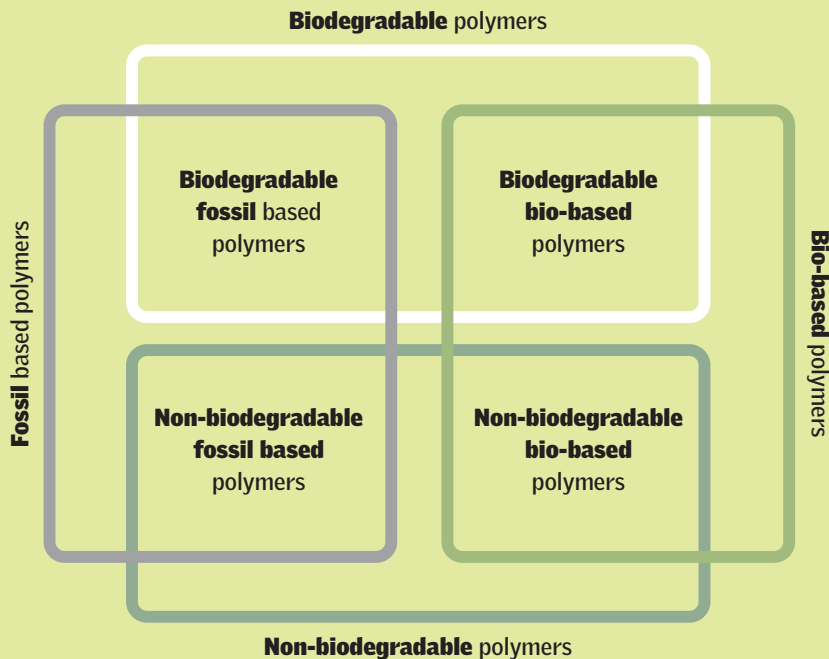 Biodegradable polymers
Biodegradable
fossil based
polymers
Biodegradable
bio-based
polymers
Fossil based polymers
Bio-based polymers
Non-biodegradable
fossil based
polymers
Non-biodegradable
bio-based
polymers
Non-biodegradable polymers